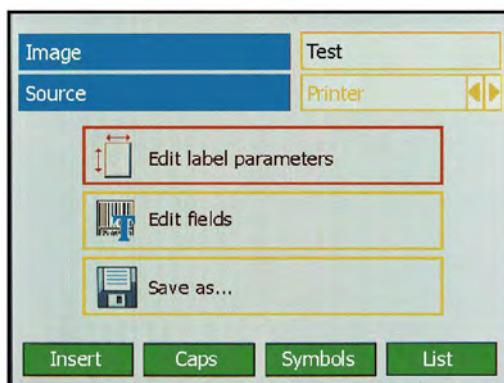 Image Test
Source Printer
Edit label parameters
Edit fields
Save as...
Insert Caps Symbols List